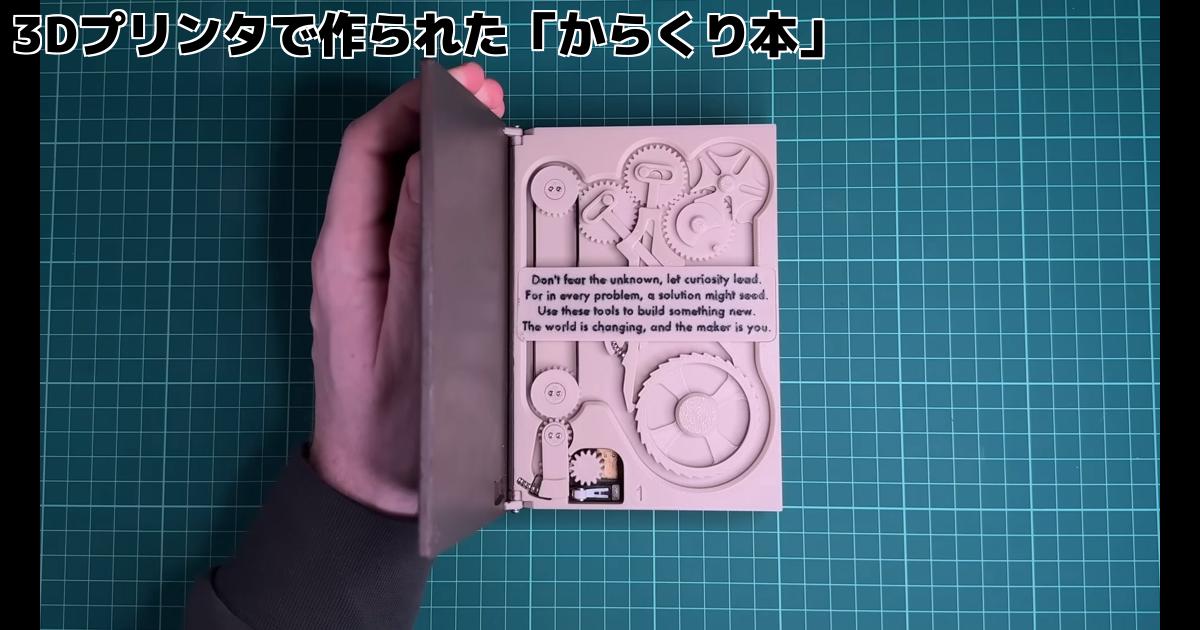 3Dプリンタで作られた「からくり本」
Don't fear the unknown, let curiosity lead.
For in every problem, a solution might seed.
Use these tools to build something new.
The world is changing, and the maker is you.
1